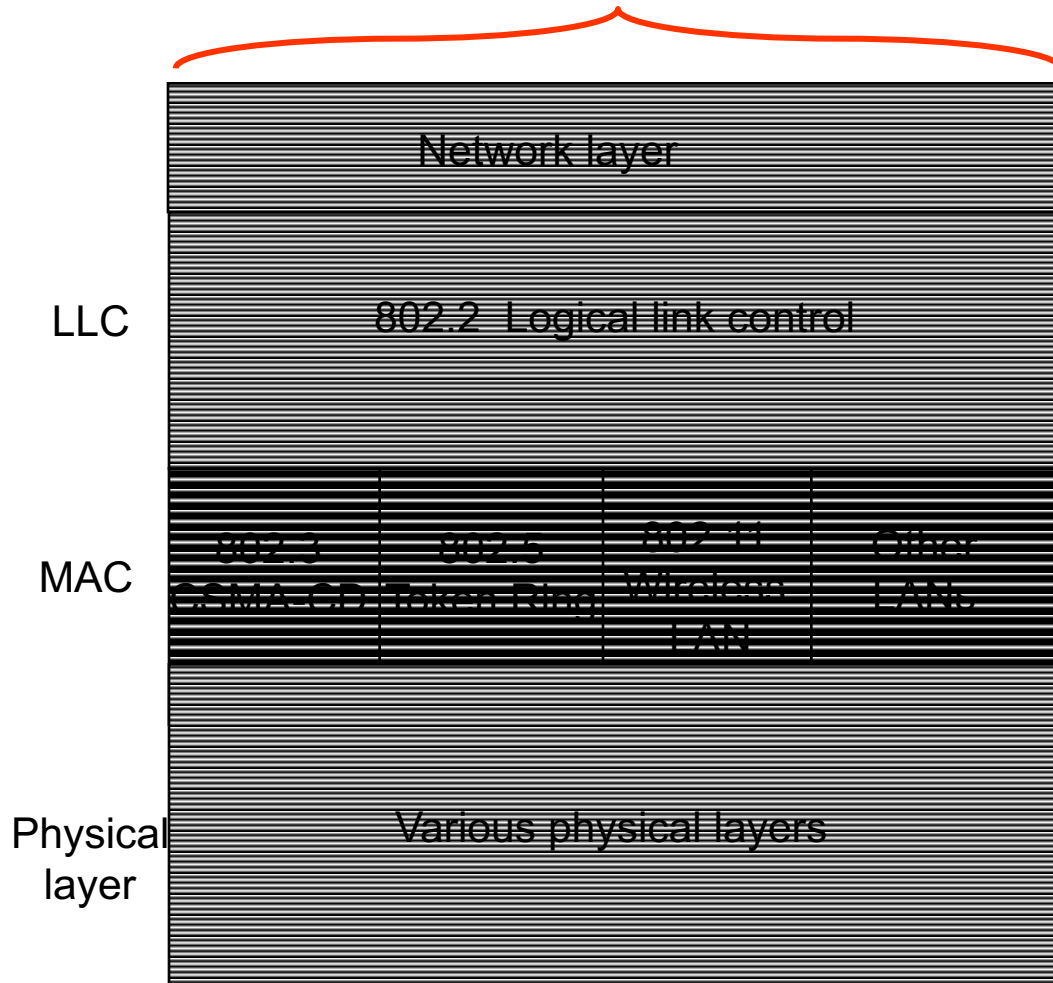 Network layer
LLC
802.2 Logical link control
MAC
802.3
CSMA-CD
802.5
Token Ring
802.11
Wireless
LAN
Other
LANs
Physical
layer
Various physical layers